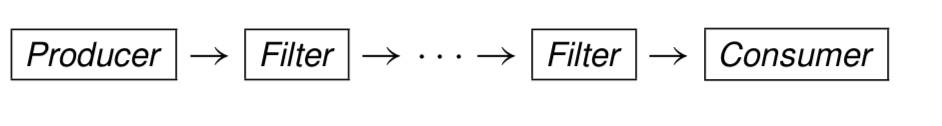 Producer → Filter → · · · → Filter → Consumer